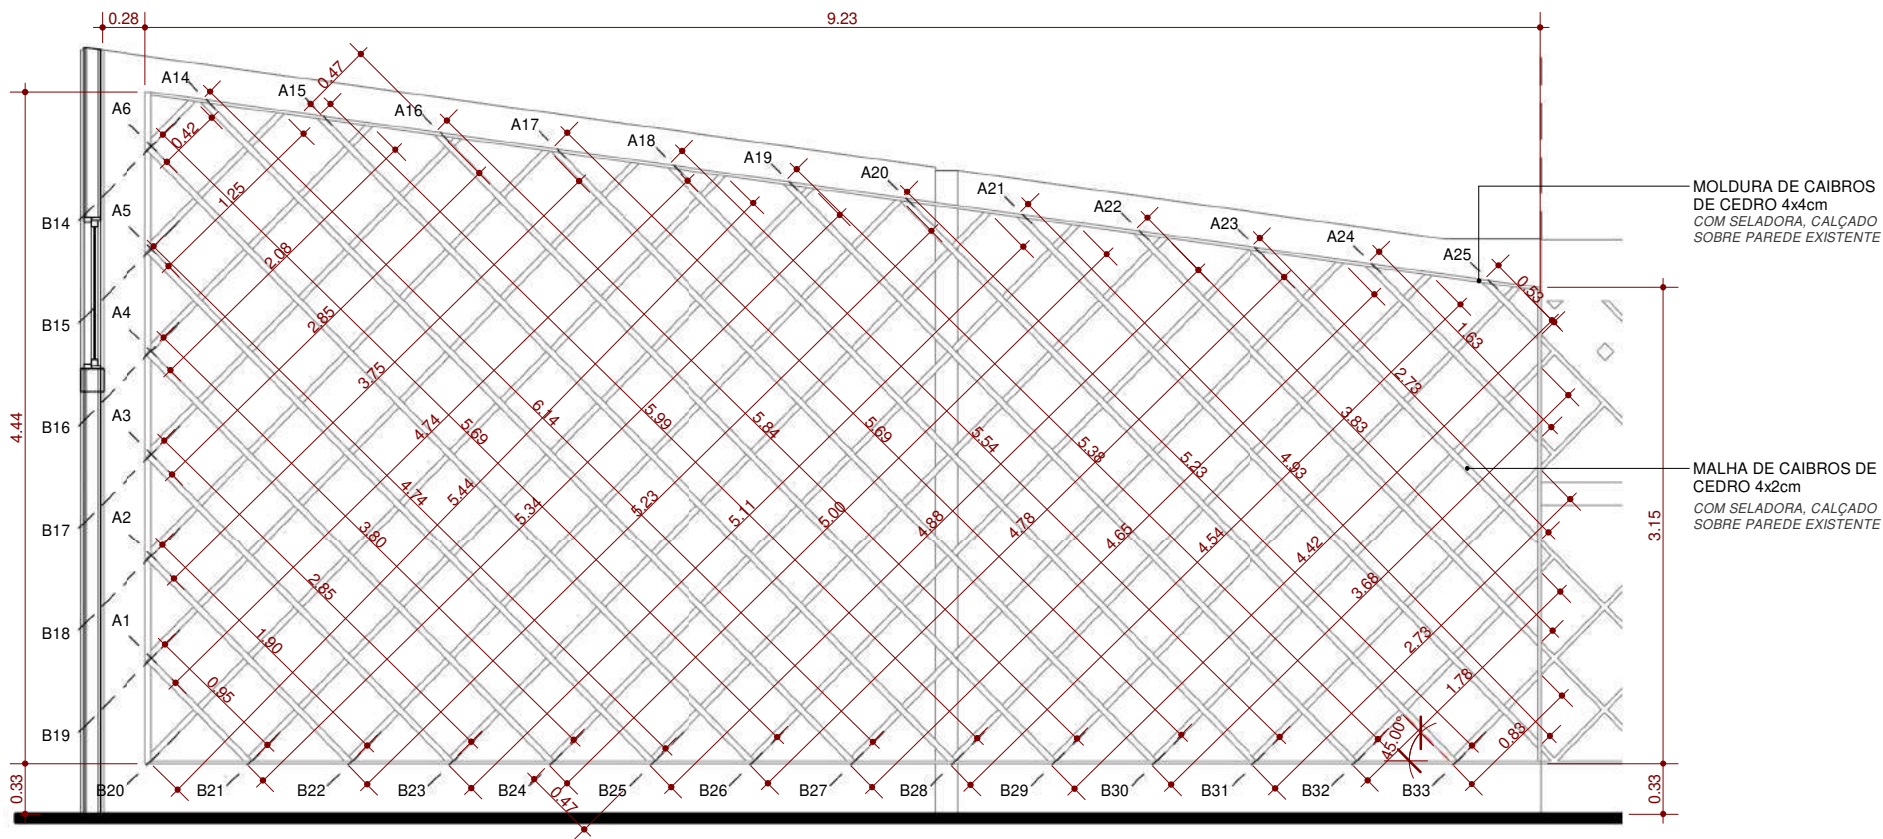 0.28
9.23
A14
A15
0.47
A6
A16
A17
A18
A19
A20
A21
A22
A23
A24
A25
0.42
1.25
B14
A5
2.08
0.53
MOLDURA DE CAIBROS
DE CEDRO 4x4cm
COM SELADORA, CALÇADO
SOBRE PAREDE EXISTENTE
B15
A4
2.85
1.63
3.75
2.73
4.44
B16
A3
4.74
5.69
6.14
5.99
5.84
5.69
5.54
5.38
5.23
4.93
3.83
MALHA DE CAIBROS DE
CEDRO 4x2cm
COM SELADORA, CALÇADO
SOBRE PAREDE EXISTENTE
4.74
5.44
5.34
5.23
5.11
5.00
4.88
4.78
4.65
4.54
4.42
3.68
3.15
B17
A2
3.80
2.85
B18
A1
1.90
2.73
0.95
1.78
B19
45.00°
0.83
0.33
B20
B21
B22
B23
B24
0.47
B25
B26
B27
B28
B29
B30
B31
B32
B33
0.33